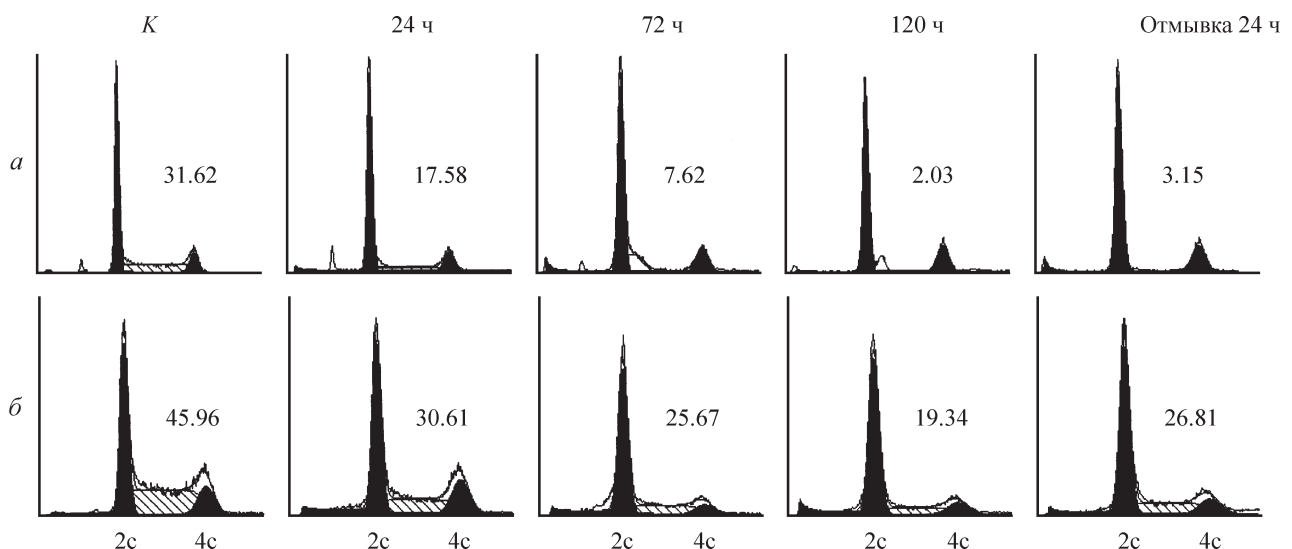 K 24 ч 72 ч 120 ч Отмывка 24 ч
а 31.62 17.58 7.62 2.03 3.15
б 45.96 30.61 25.67 19.34 26.81
2c 4c 2c 4c 2c 4c 2c 4c 2c 4c